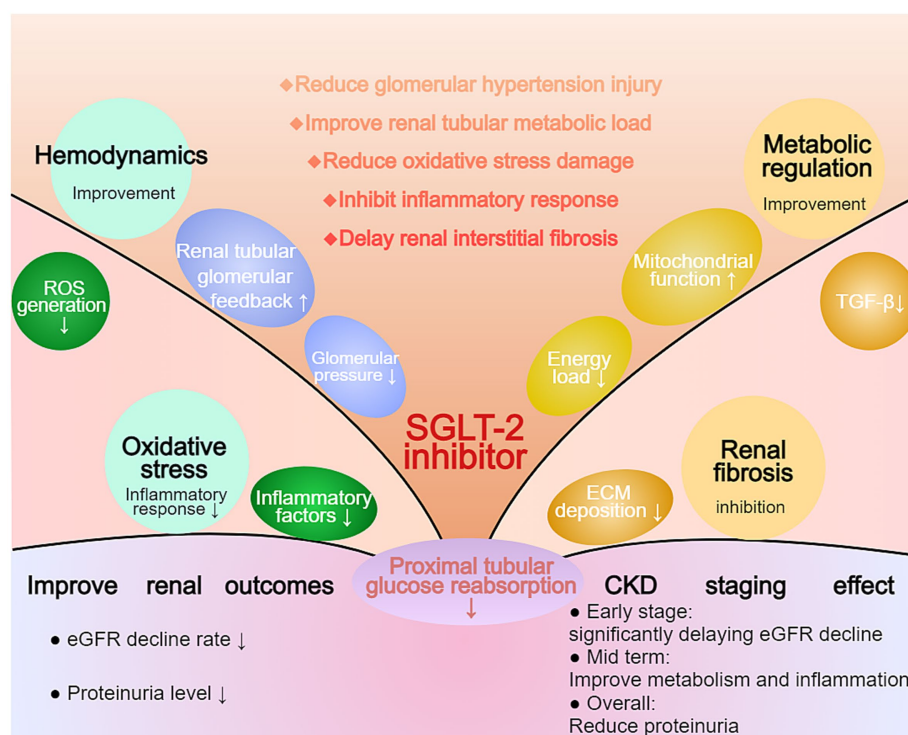 ◆Reduce glomerular hypertension injury
◆Improve renal tubular metabolic load
◆Reduce oxidative stress damage
◆Inhibit inflammatory response
◆Delay renal interstitial fibrosis
Hemodynamics
Improvement
Metabolic
regulation
Improvement
Renal tubular
glomerular
feedback ↑
Mitochondrial
function ↑
ROS
generation
↓
TGF-β↓
Glomerular
pressure ↓
Energy
load ↓
SGLT-2
inhibitor
Oxidative
stress
Inflammatory
response ↓
Inflammatory
factors ↓
ECM
deposition ↓
Renal
fibrosis
inhibition
Proximal tubular
glucose reabsorption
↓
Improve renal outcomes
● eGFR decline rate ↓
● Proteinuria level ↓
CKD staging effect
● Early stage:
significantly delaying eGFR decline
● Mid term:
Improve metabolism and inflammation
● Overall:
Reduce proteinuria